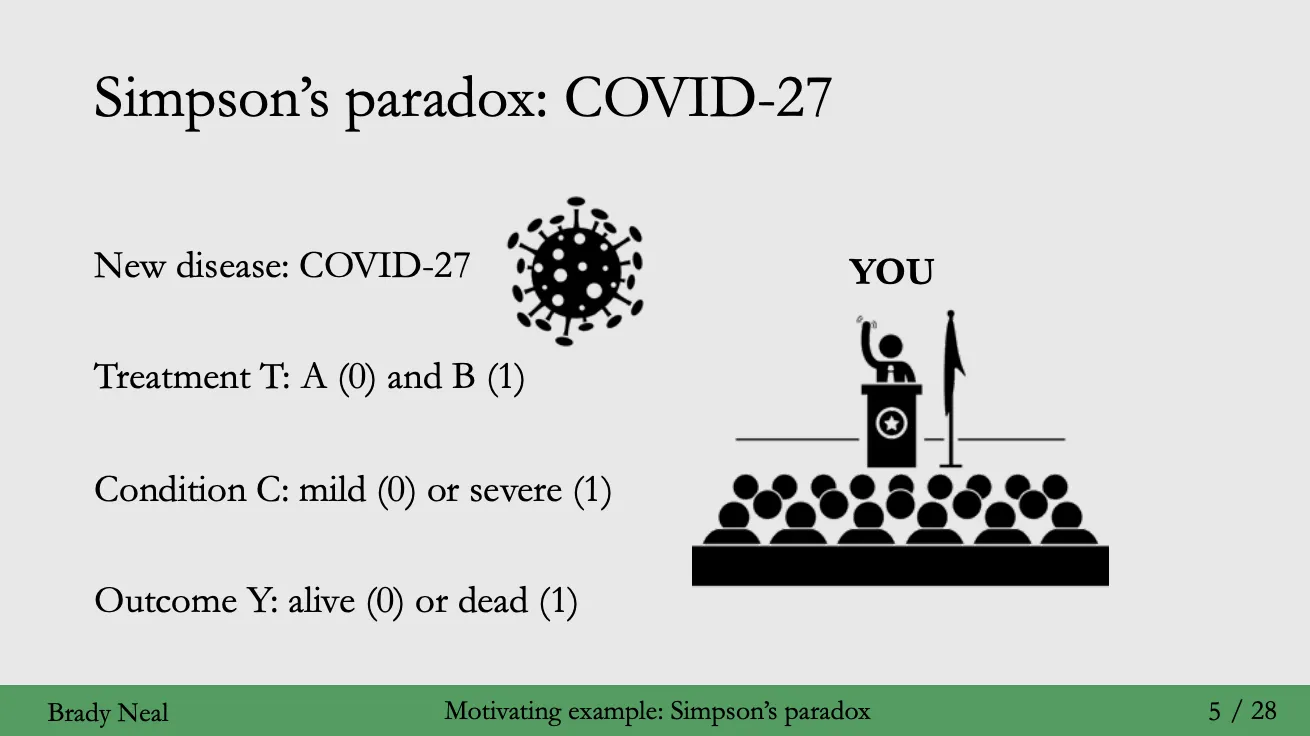 Simpson’s paradox: COVID-27
New disease: COVID-27
YOU
Treatment T: A (0) and B (1)
Condition C: mild (0) or severe (1)
Outcome Y: alive (0) or dead (1)
Brady Neal
Motivating example: Simpson’s paradox
5 / 28